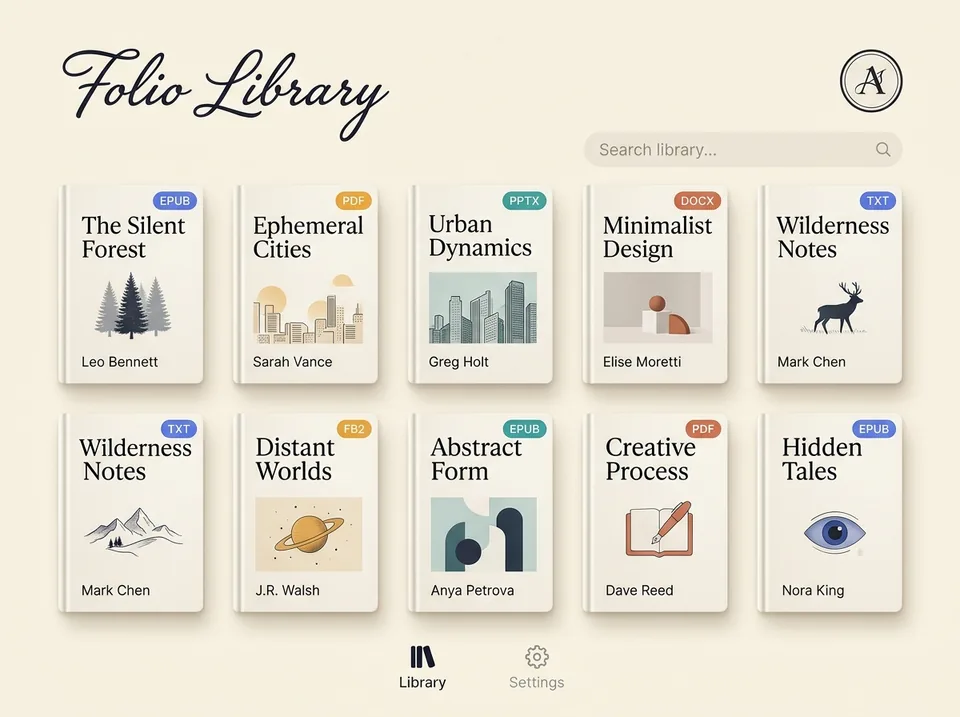 Folio Library
A
Search library...
EPUB
The Silent
Forest
Leo Bennett
PDF
Ephemeral
Cities
Sarah Vance
PPTX
Urban
Dynamics
Greg Holt
DOCX
Minimalist
Design
Elise Moretti
TXT
Wilderness
Notes
Mark Chen
TXT
Wilderness
Notes
Mark Chen
FB2
Distant
Worlds
J.R. Walsh
EPUB
Abstract
Form
Anya Petrova
PDF
Creative
Process
Dave Reed
EPUB
Hidden
Tales
Nora King
Library
Settings